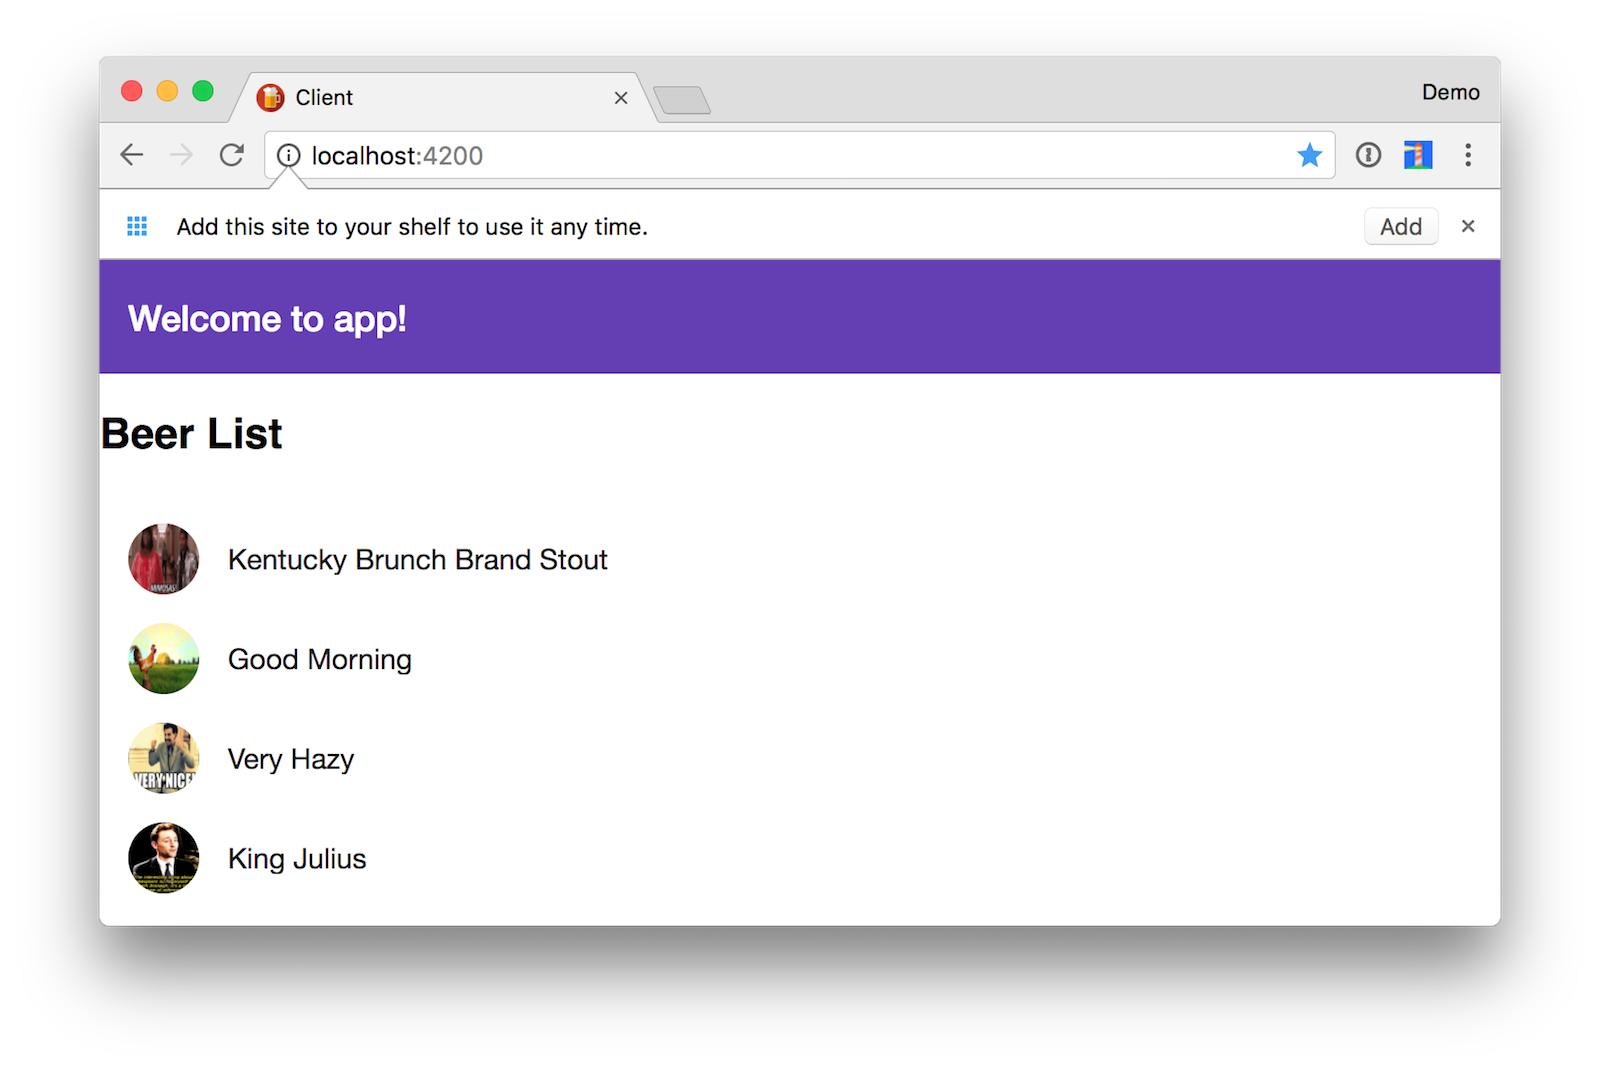 Client
Demo
localhost:4200
Add this site to your shelf to use it any time.
Add
Welcome to app!
Beer List
Kentucky Brunch Brand Stout
Good Morning
VERY NICE
Very Hazy
King Julius